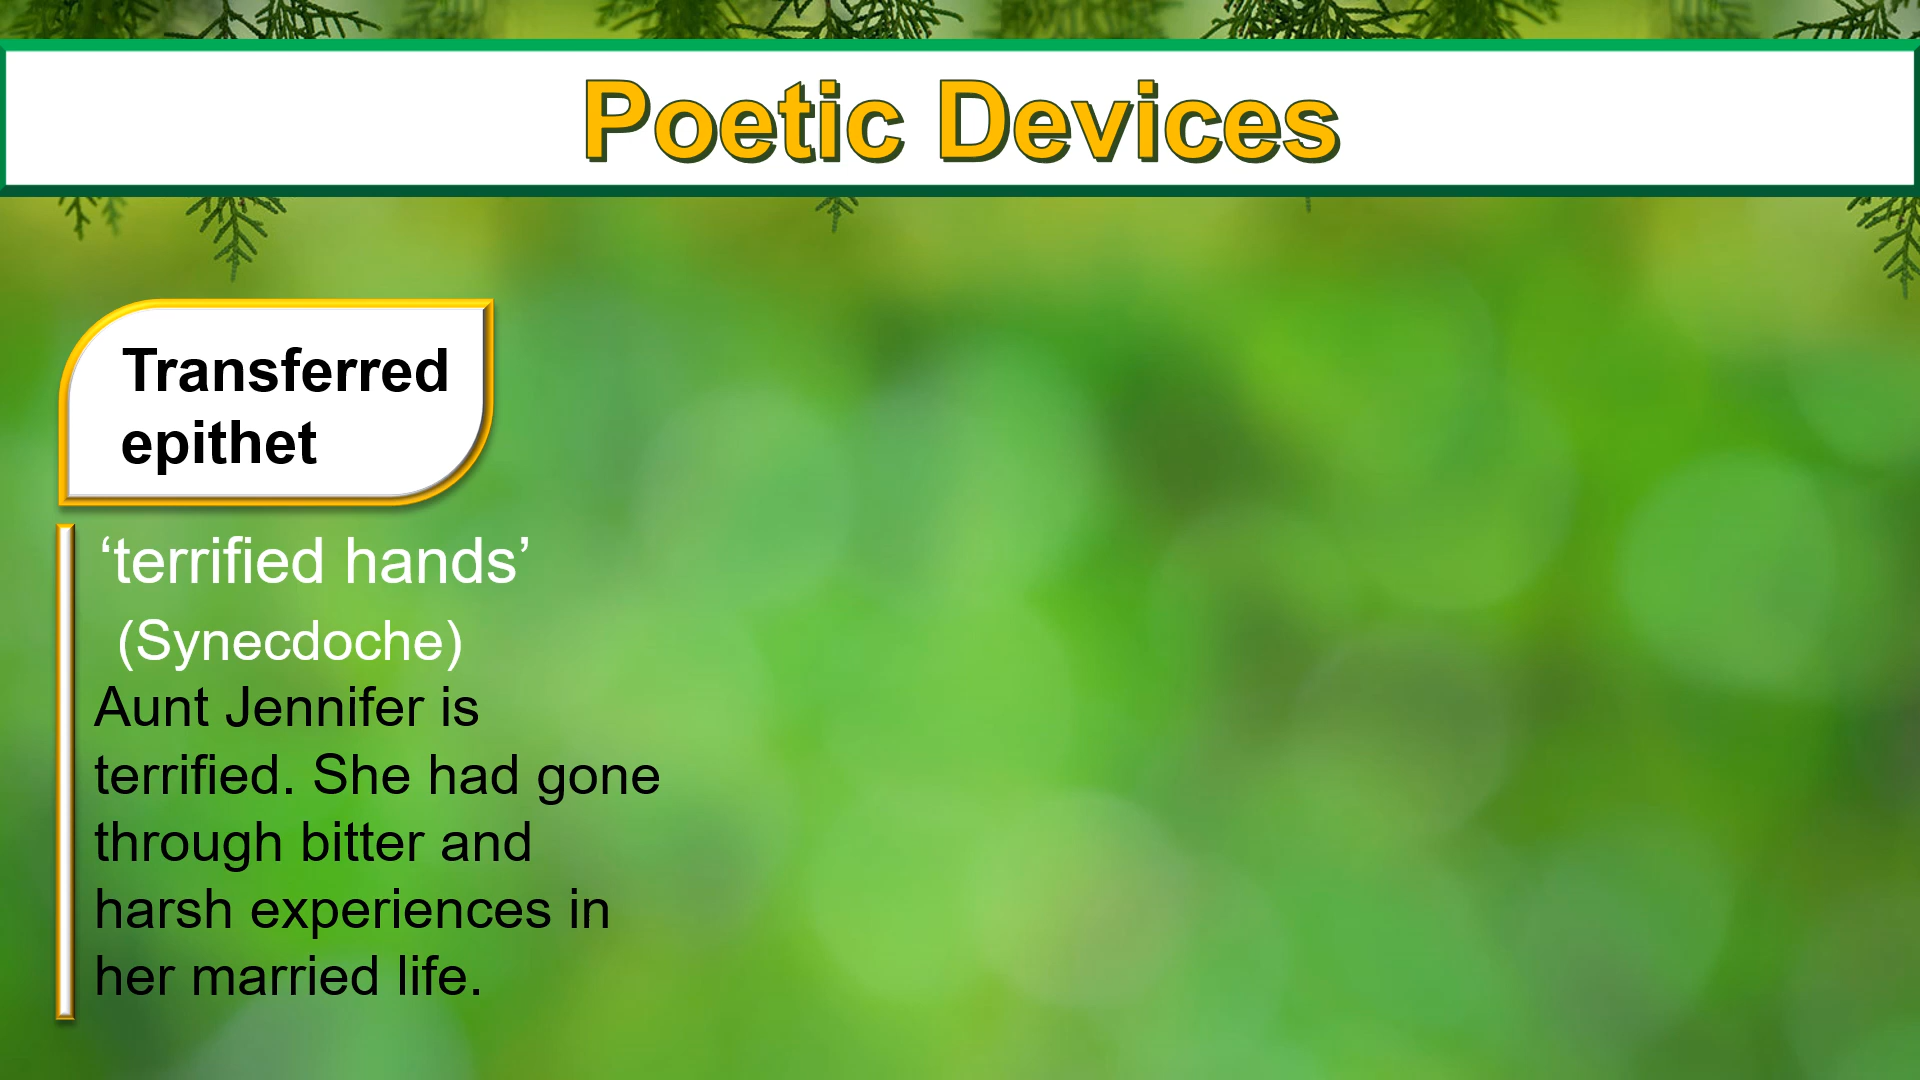 Poetic Devices
Transferred
epithet
‘terrified hands’
(Synecdoche)
Aunt Jennifer is
terrified. She had gone
through bitter and
harsh experiences in
her married life.